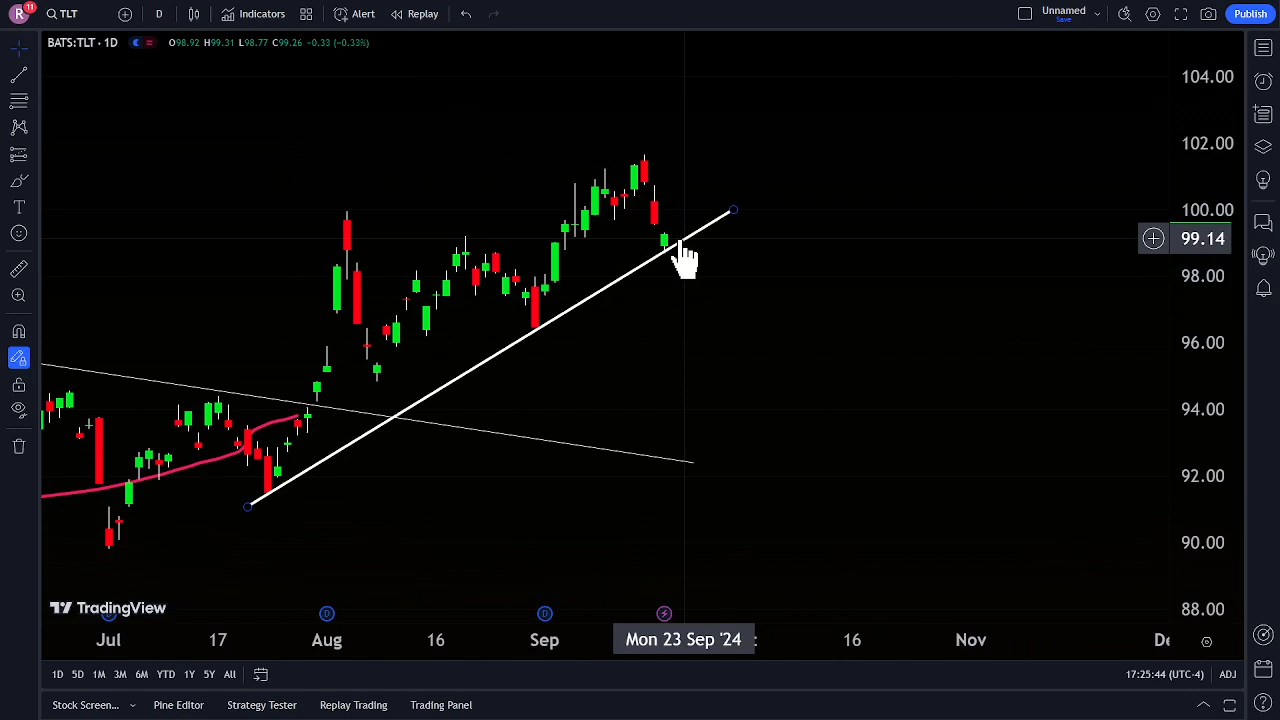 R 11 TLT D Indicators Alert Replay Unnamed Save Publish
BATS:TLT · 1D O98.92 H99.31 L98.77 C99.26 −0.33 (−0.33%)
104.00
102.00
100.00
99.14
98.00
96.00
94.00
92.00
90.00
88.00
TradingView
D D D
Jul 17 Aug 16 Sep Mon 23 Sep '24 16 Nov De
1D 5D 1M 3M 6M YTD 1Y 5Y All 17:25:44 (UTC-4) ADJ
Stock Screen... Pine Editor Strategy Tester Replay Trading Trading Panel